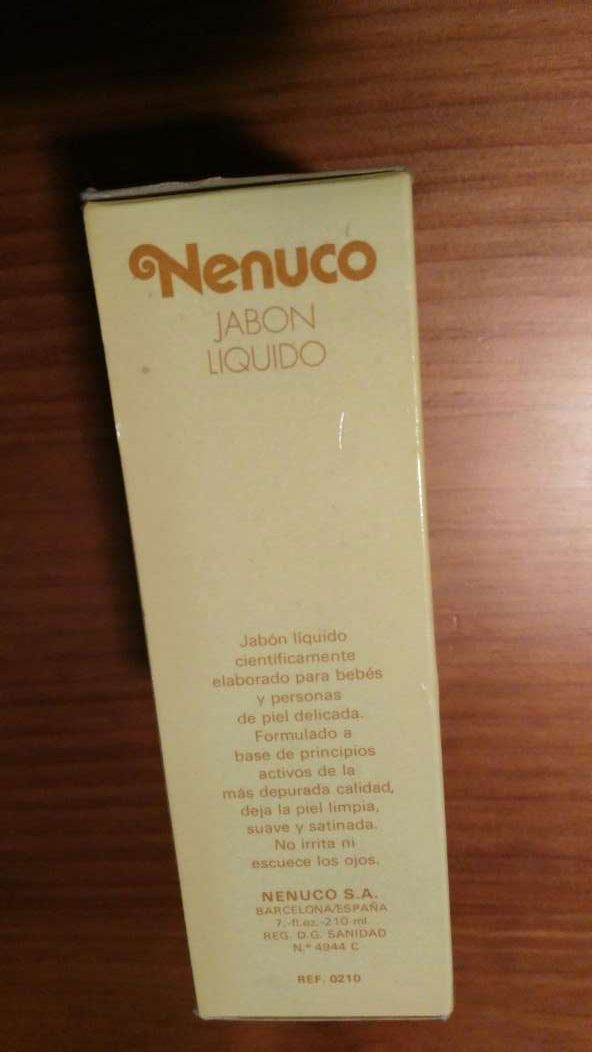 Nenuco
JABON
LIQUIDO
Jabón líquido
cientificamente
elaborado para bebés
y personas
de piel delicada.
Formulado a
base de principios
activos de la
más depurada calidad,
deja la piel limpia,
suave y satinada.
No irrita ni
escuece los ojos.
NENUCO S.A.
BARCELONA/ESPAÑA
7.-fl.oz.-210 ml.
REG. D.G. SANIDAD
N.° 4944 C
REF. 0210